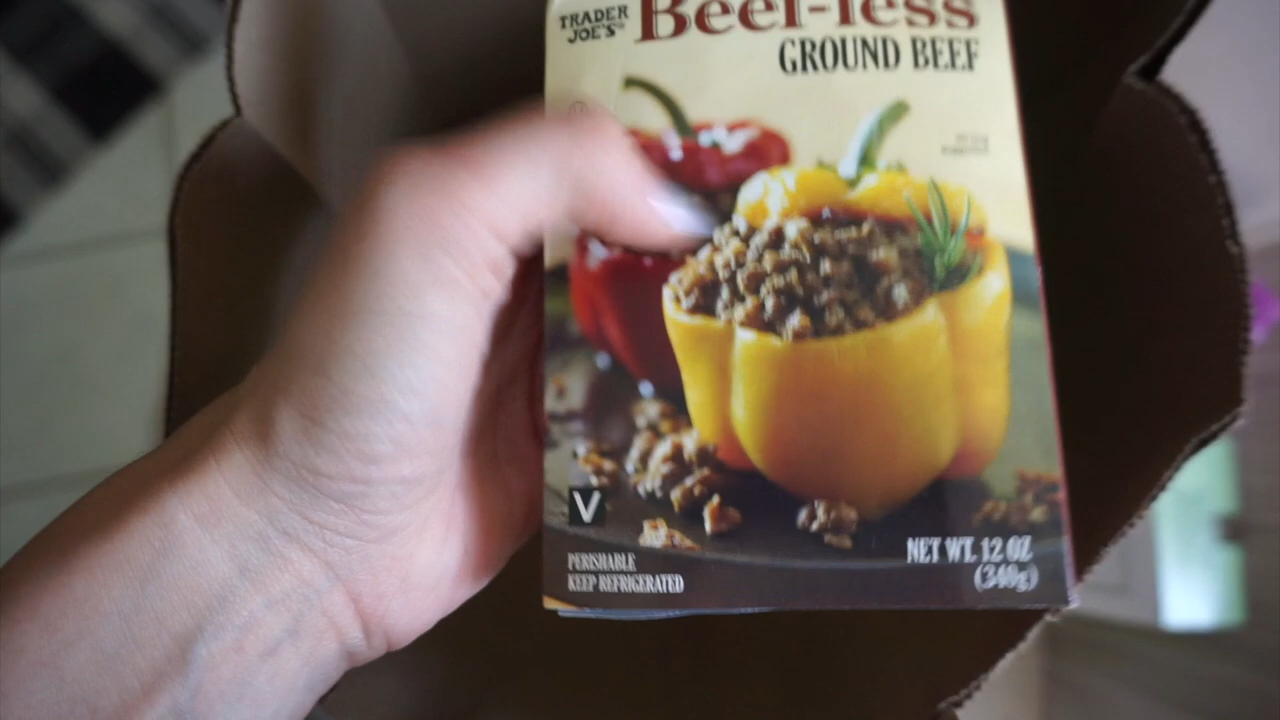 TRADER
JOE'S
Beef-less
GROUND BEEF
V
PERISHABLE
KEEP REFRIGERATED
NET WT. 12 OZ
(340g)